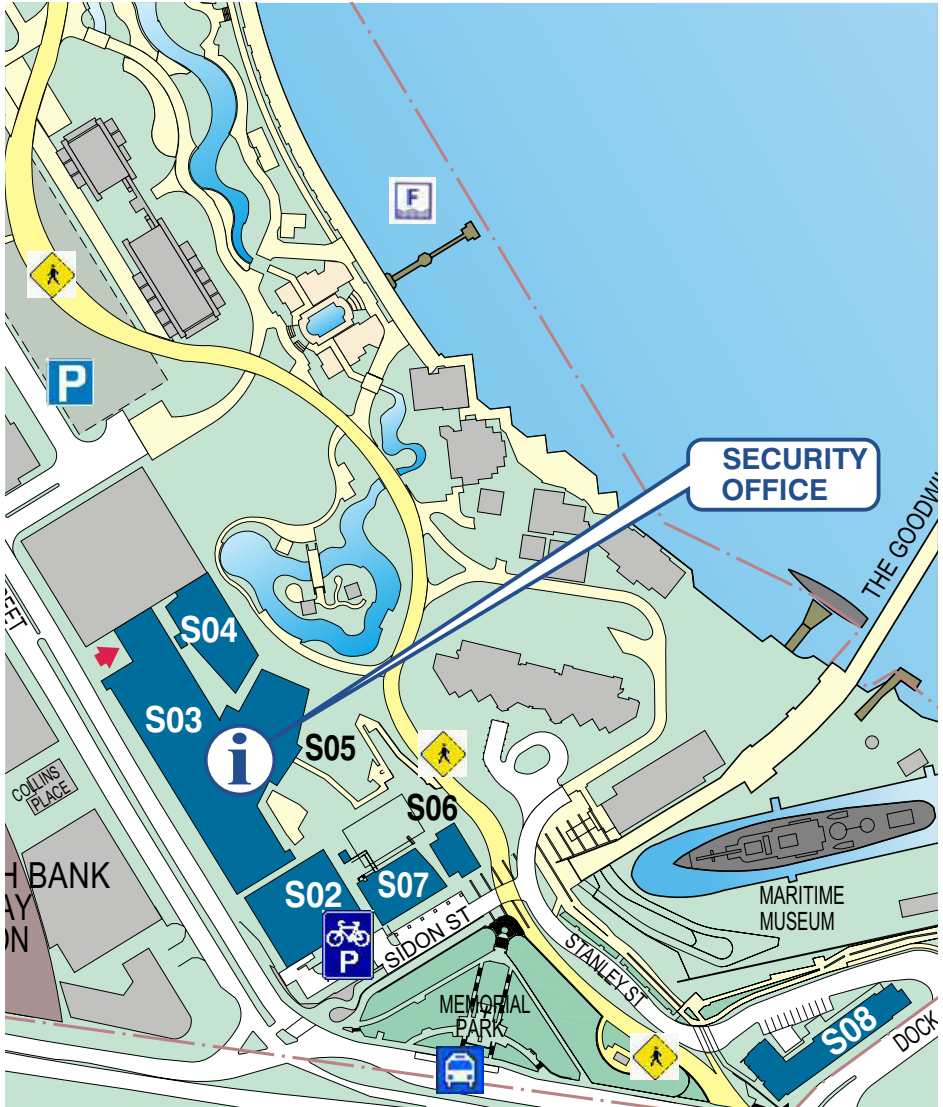 F
P
SECURITY
OFFICE
THE GOODWI
S04
S03
i
S05
COLLINS
PLACE
S06
H BANK
AY
ON
S02
S07
MARITIME
MUSEUM
P
SIDON ST
STANLEY ST
MEMORIAL
PARK
S08
DOCK